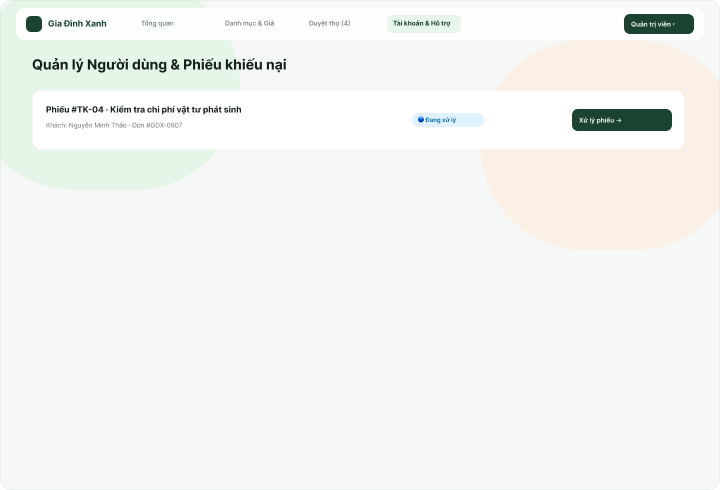 Gia Đình Xanh
Tổng quan
Danh mục & Giá
Duyệt thợ (4)
Tài khoản & Hỗ trợ
Quản trị viên ▾
Quản lý Người dùng & Phiếu khiếu nại
Phiếu #TK-04 · Kiểm tra chi phí vật tư phát sinh
Khách: Nguyễn Minh Thảo · Đơn #GDX-0907
Đang xử lý
Xử lý phiếu →